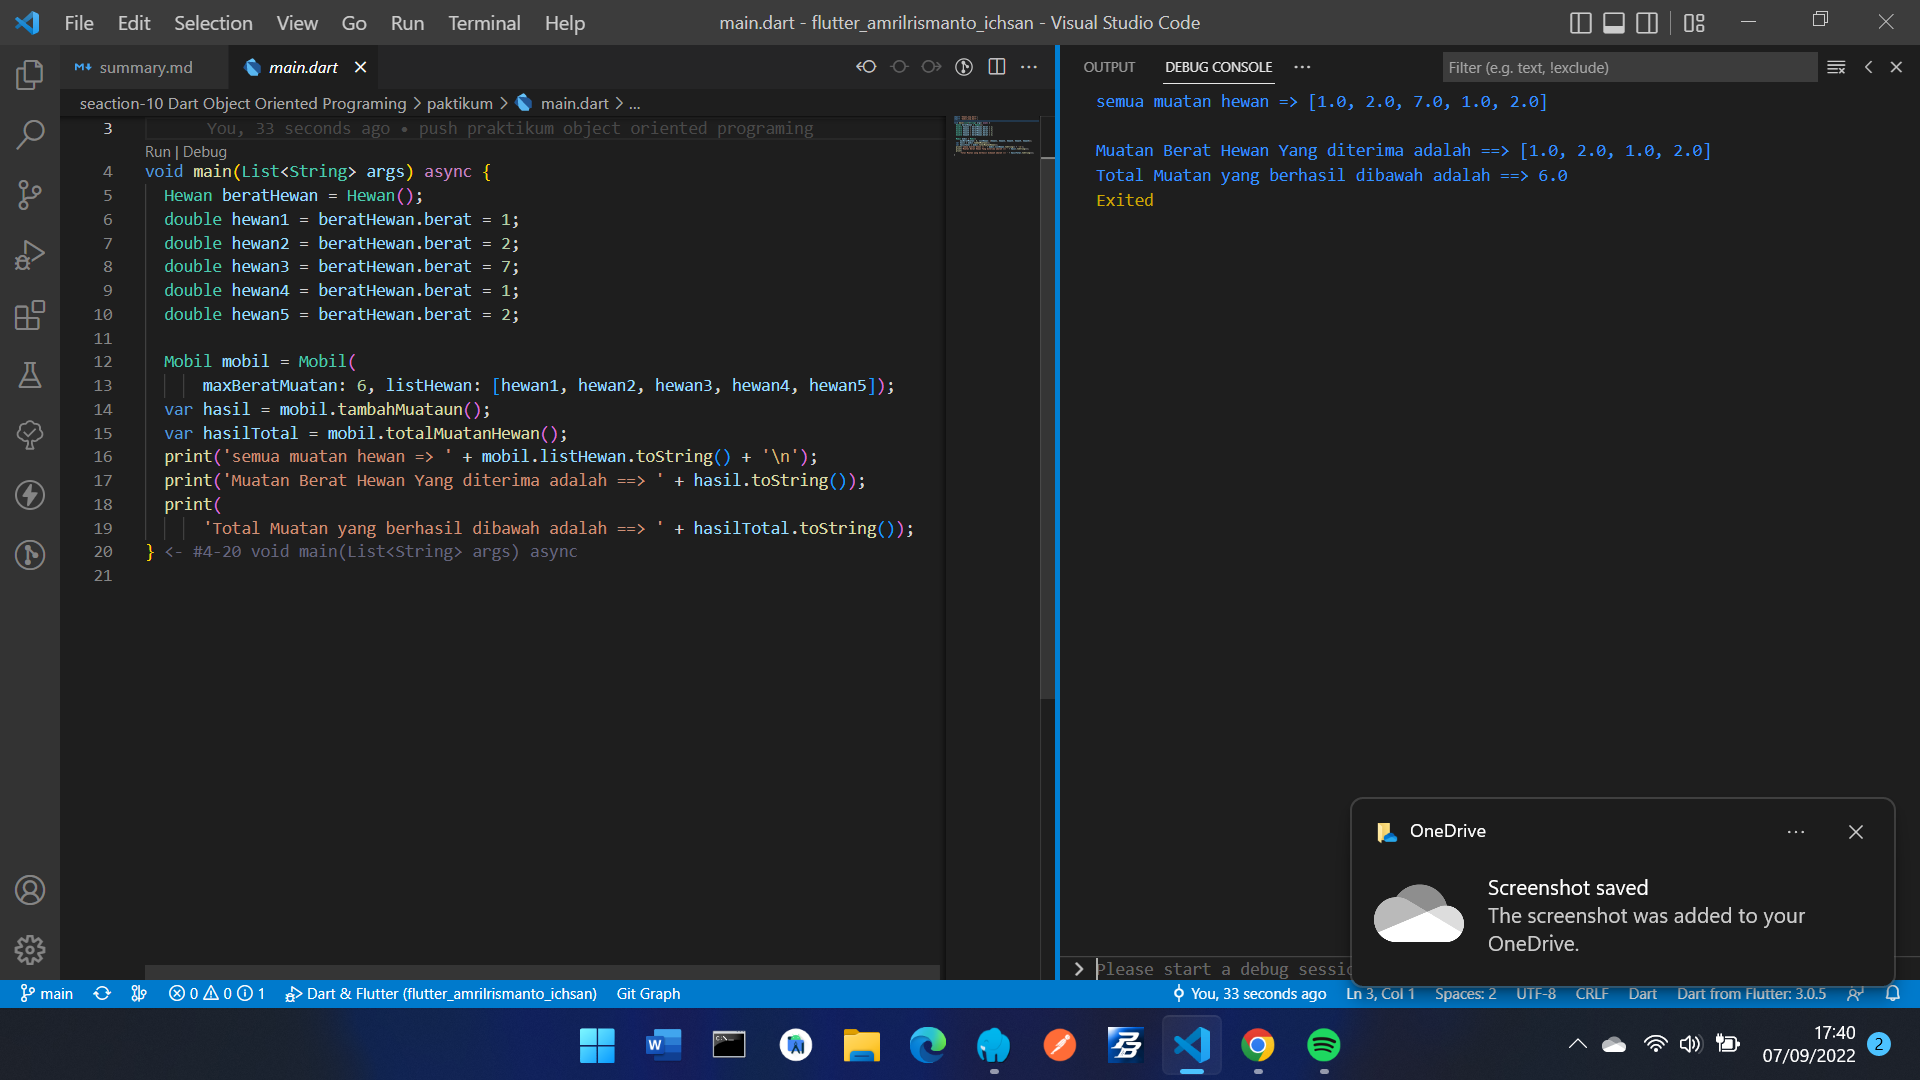 File Edit Selection View Go Run Terminal Help
main.dart - flutter_amrilrismanto_ichsan - Visual Studio Code
summary.md
main.dart
OUTPUT DEBUG CONSOLE
Filter (e.g. text, !exclude)
seaction-10 Dart Object Oriented Programing > paktikum > main.dart > ...
3 You, 33 seconds ago • push praktikum object oriented programing
Run | Debug
4 void main(List<String> args) async {
5 Hewan beratHewan = Hewan();
6 double hewan1 = beratHewan.berat = 1;
7 double hewan2 = beratHewan.berat = 2;
8 double hewan3 = beratHewan.berat = 7;
9 double hewan4 = beratHewan.berat = 1;
10 double hewan5 = beratHewan.berat = 2;
11
12 Mobil mobil = Mobil(
13 maxBeratMuatan: 6, listHewan: [hewan1, hewan2, hewan3, hewan4, hewan5]);
14 var hasil = mobil.tambahMuataun();
15 var hasilTotal = mobil.totalMuatanHewan();
16 print('semua muatan hewan => ' + mobil.listHewan.toString() + '\n');
17 print('Muatan Berat Hewan Yang diterima adalah ==> ' + hasil.toString());
18 print(
19 'Total Muatan yang berhasil dibawah adalah ==> ' + hasilTotal.toString());
20 } <- #4-20 void main(List<String> args) async
21
semua muatan hewan => [1.0, 2.0, 7.0, 1.0, 2.0]
Muatan Berat Hewan Yang diterima adalah ==> [1.0, 2.0, 1.0, 2.0]
Total Muatan yang berhasil dibawah adalah ==> 6.0
Exited
OneDrive
Screenshot saved
The screenshot was added to your
OneDrive.
Please start a debug sessio
main 0 0 1 Dart & Flutter (flutter_amrilrismanto_ichsan) Git Graph
You, 33 seconds ago Ln 3, Col 1 Spaces: 2 UTF-8 CRLF Dart Dart from Flutter: 3.0.5
17:40
07/09/2022
2